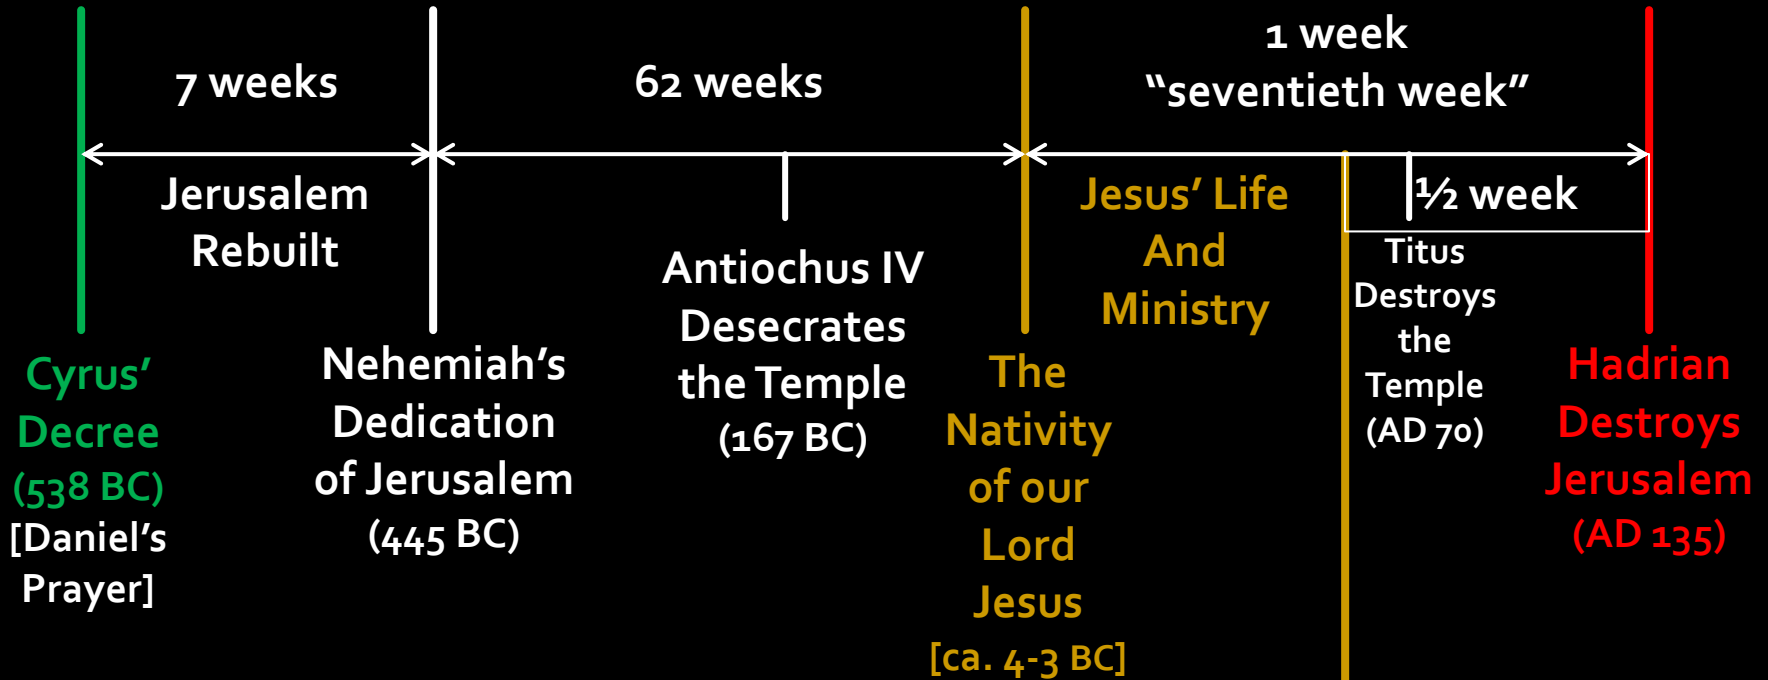 7 weeks
62 weeks
1 week
“seventieth week”
Jerusalem
Rebuilt
Jesus’ Life
And
Ministry
½ week
Cyrus’
Decree
(538 BC)
[Daniel’s
Prayer]
Nehemiah’s
Dedication
of Jerusalem
(445 BC)
Antiochus IV
Desecrates
the Temple
(167 BC)
The
Nativity
of our
Lord
Jesus
[ca. 4-3 BC]
Titus
Destroys
the
Temple
(AD 70)
Hadrian
Destroys
Jerusalem
(AD 135)